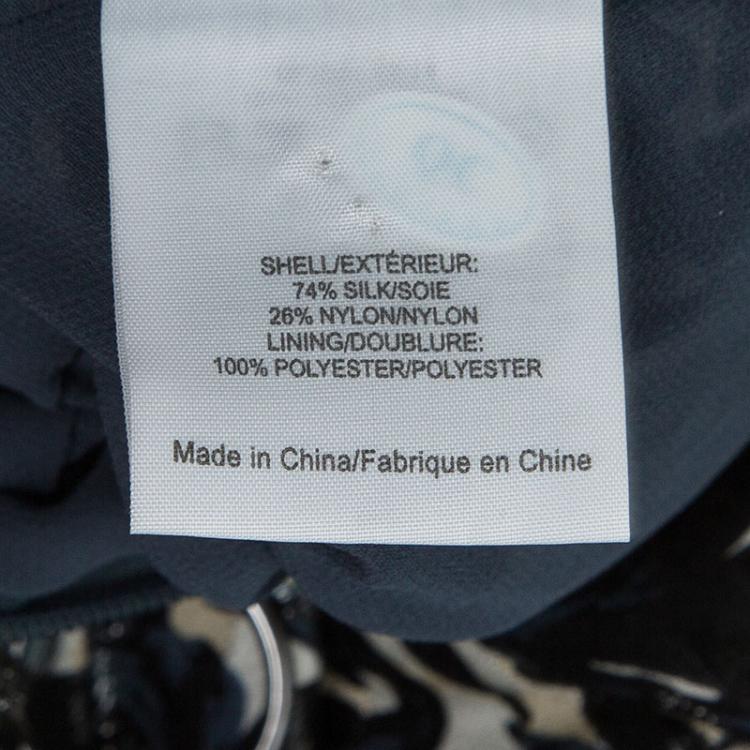 SHELL/EXTÉRIEUR:
74% SILK/SOIE
26% NYLON/NYLON
LINING/DOUBLURE:
100% POLYESTER/POLYESTER
Made in China/Fabrique en Chine